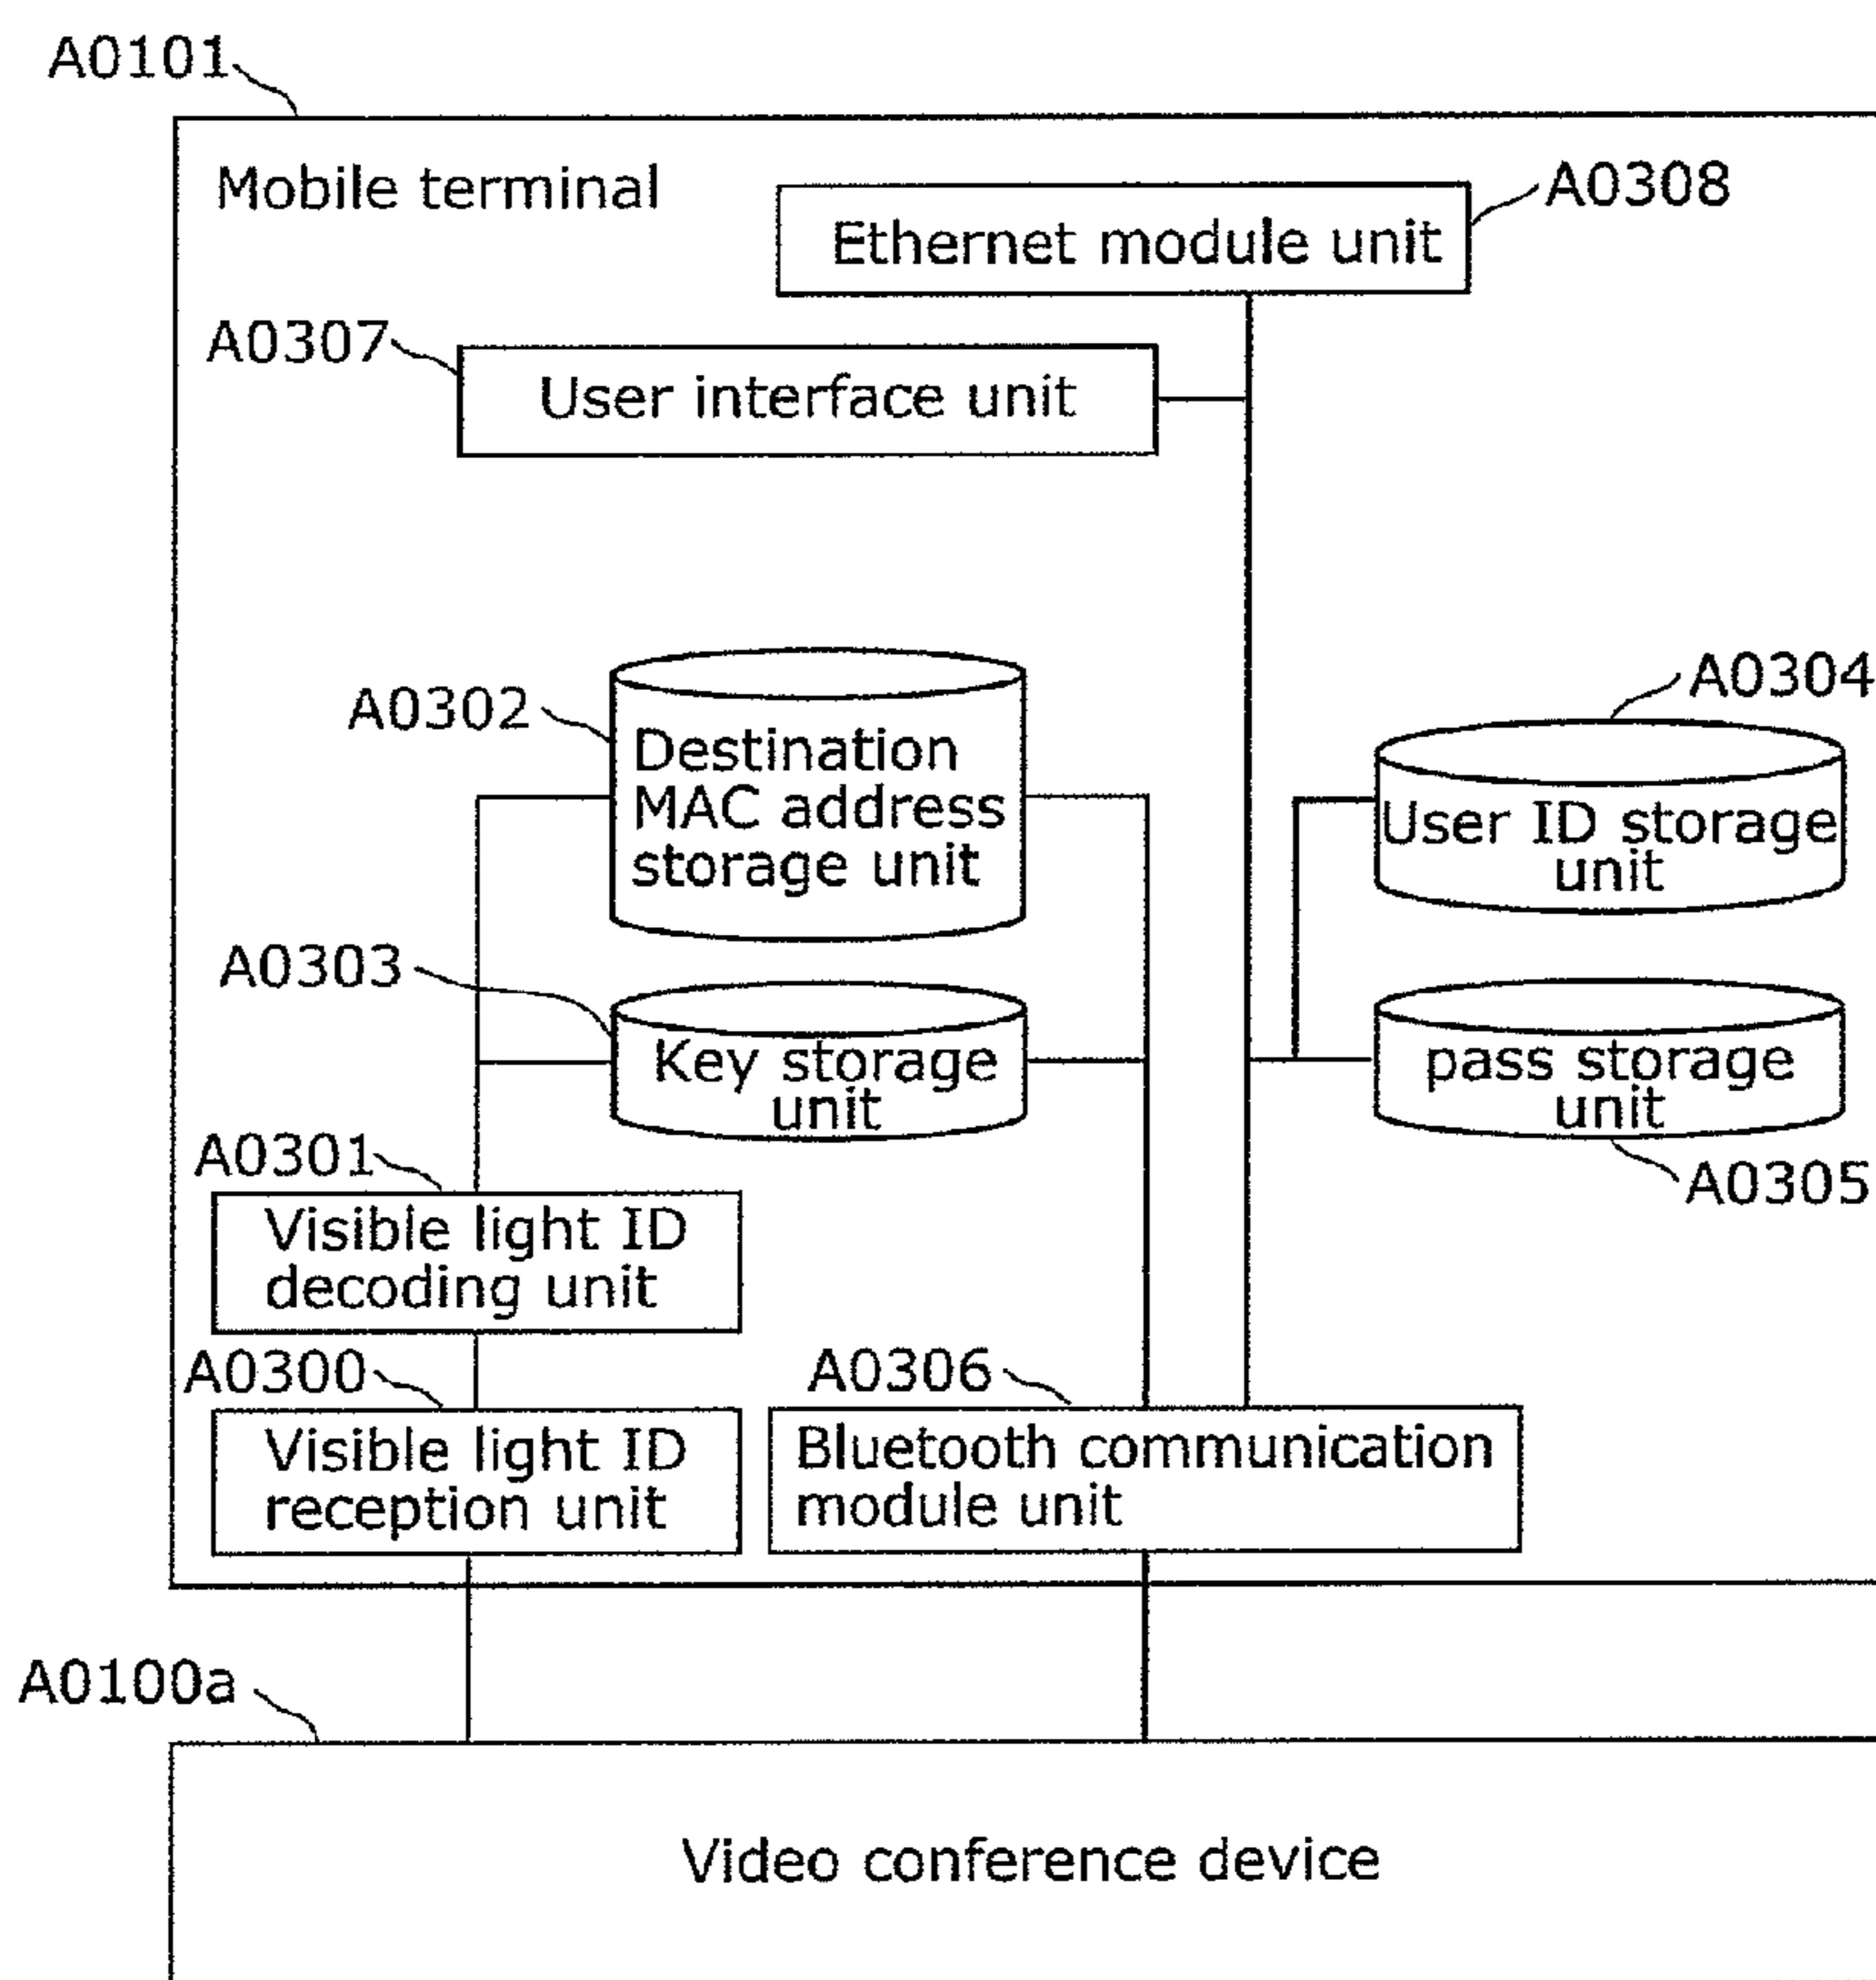 A0101
Mobile terminal
A0308
Ethernet module unit
A0307
User interface unit
A0302
Destination
MAC address
storage unit
A0304
User ID storage
unit
A0303
Key storage
unit
pass storage
unit
A0305
A0301
Visible light ID
decoding unit
A0300
Visible light ID
reception unit
A0306
Bluetooth communication
module unit
A0100a
Video conference device